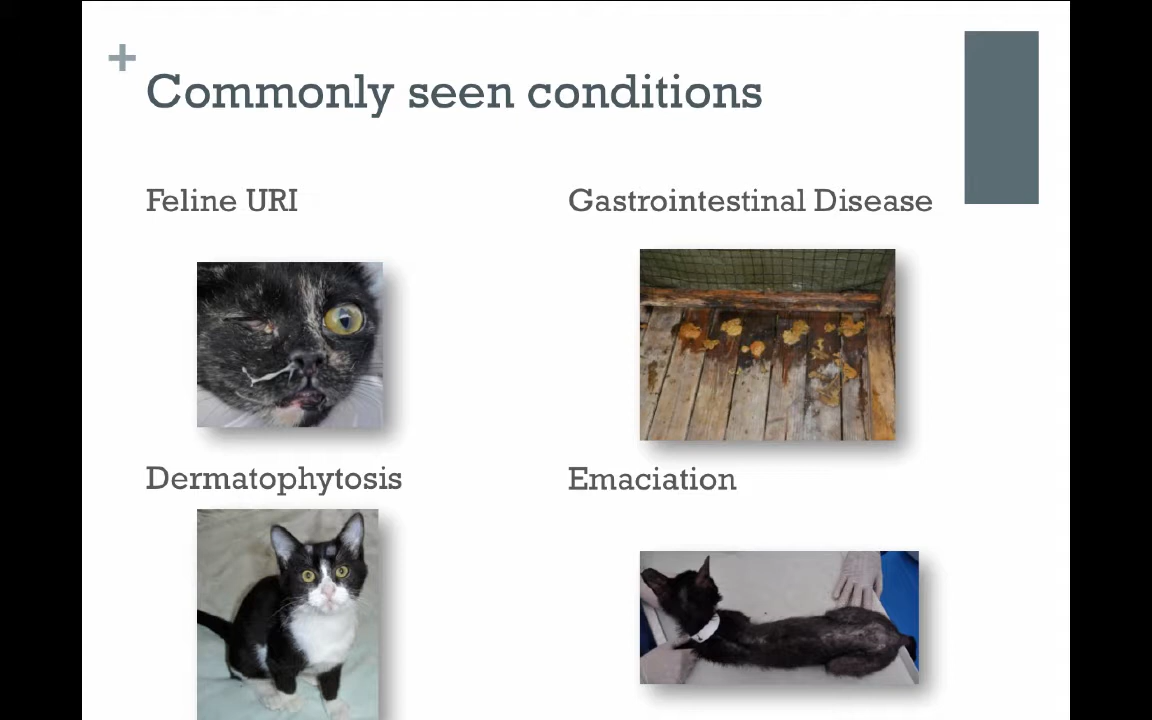 +
Commonly seen conditions
Feline URI
Gastrointestinal Disease
Dermatophytosis
Emaciation